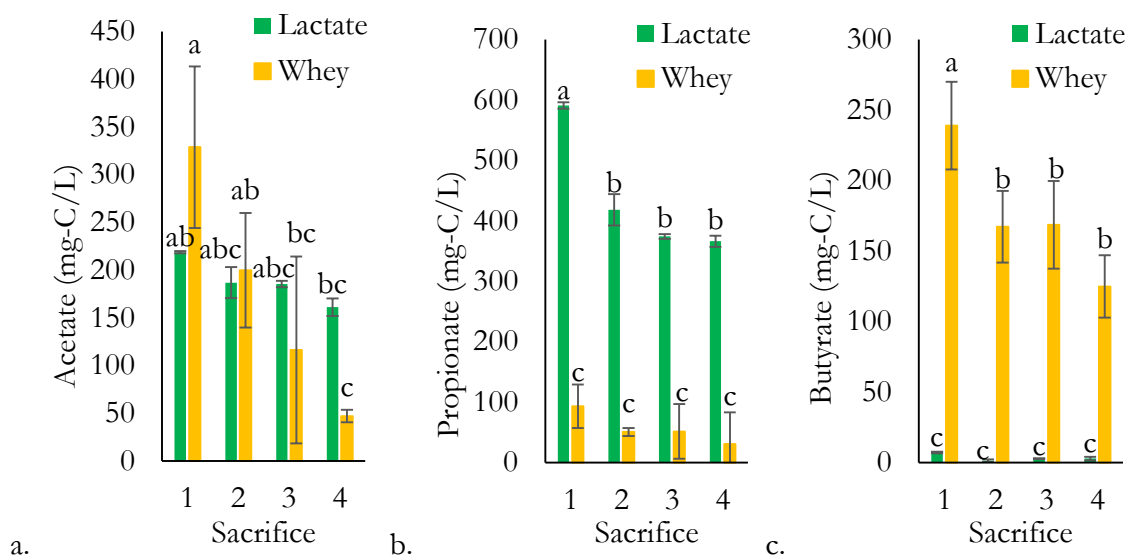 Acetate (mg-C/L)
450
400
350
300
250
200
150
100
50
0
Lactate
Whey
a
ab
ab
abc
abc
bc
bc
c
1 2 3 4
Sacrifice
a.
Propionate (mg-C/L)
700
600
500
400
300
200
100
0
Lactate
Whey
a
b
b
b
c
c
c
c
1 2 3 4
Sacrifice
b.
Butyrate (mg-C/L)
300
250
200
150
100
50
0
Lactate
Whey
a
b
b
b
c
c
c
c
1 2 3 4
Sacrifice
c.